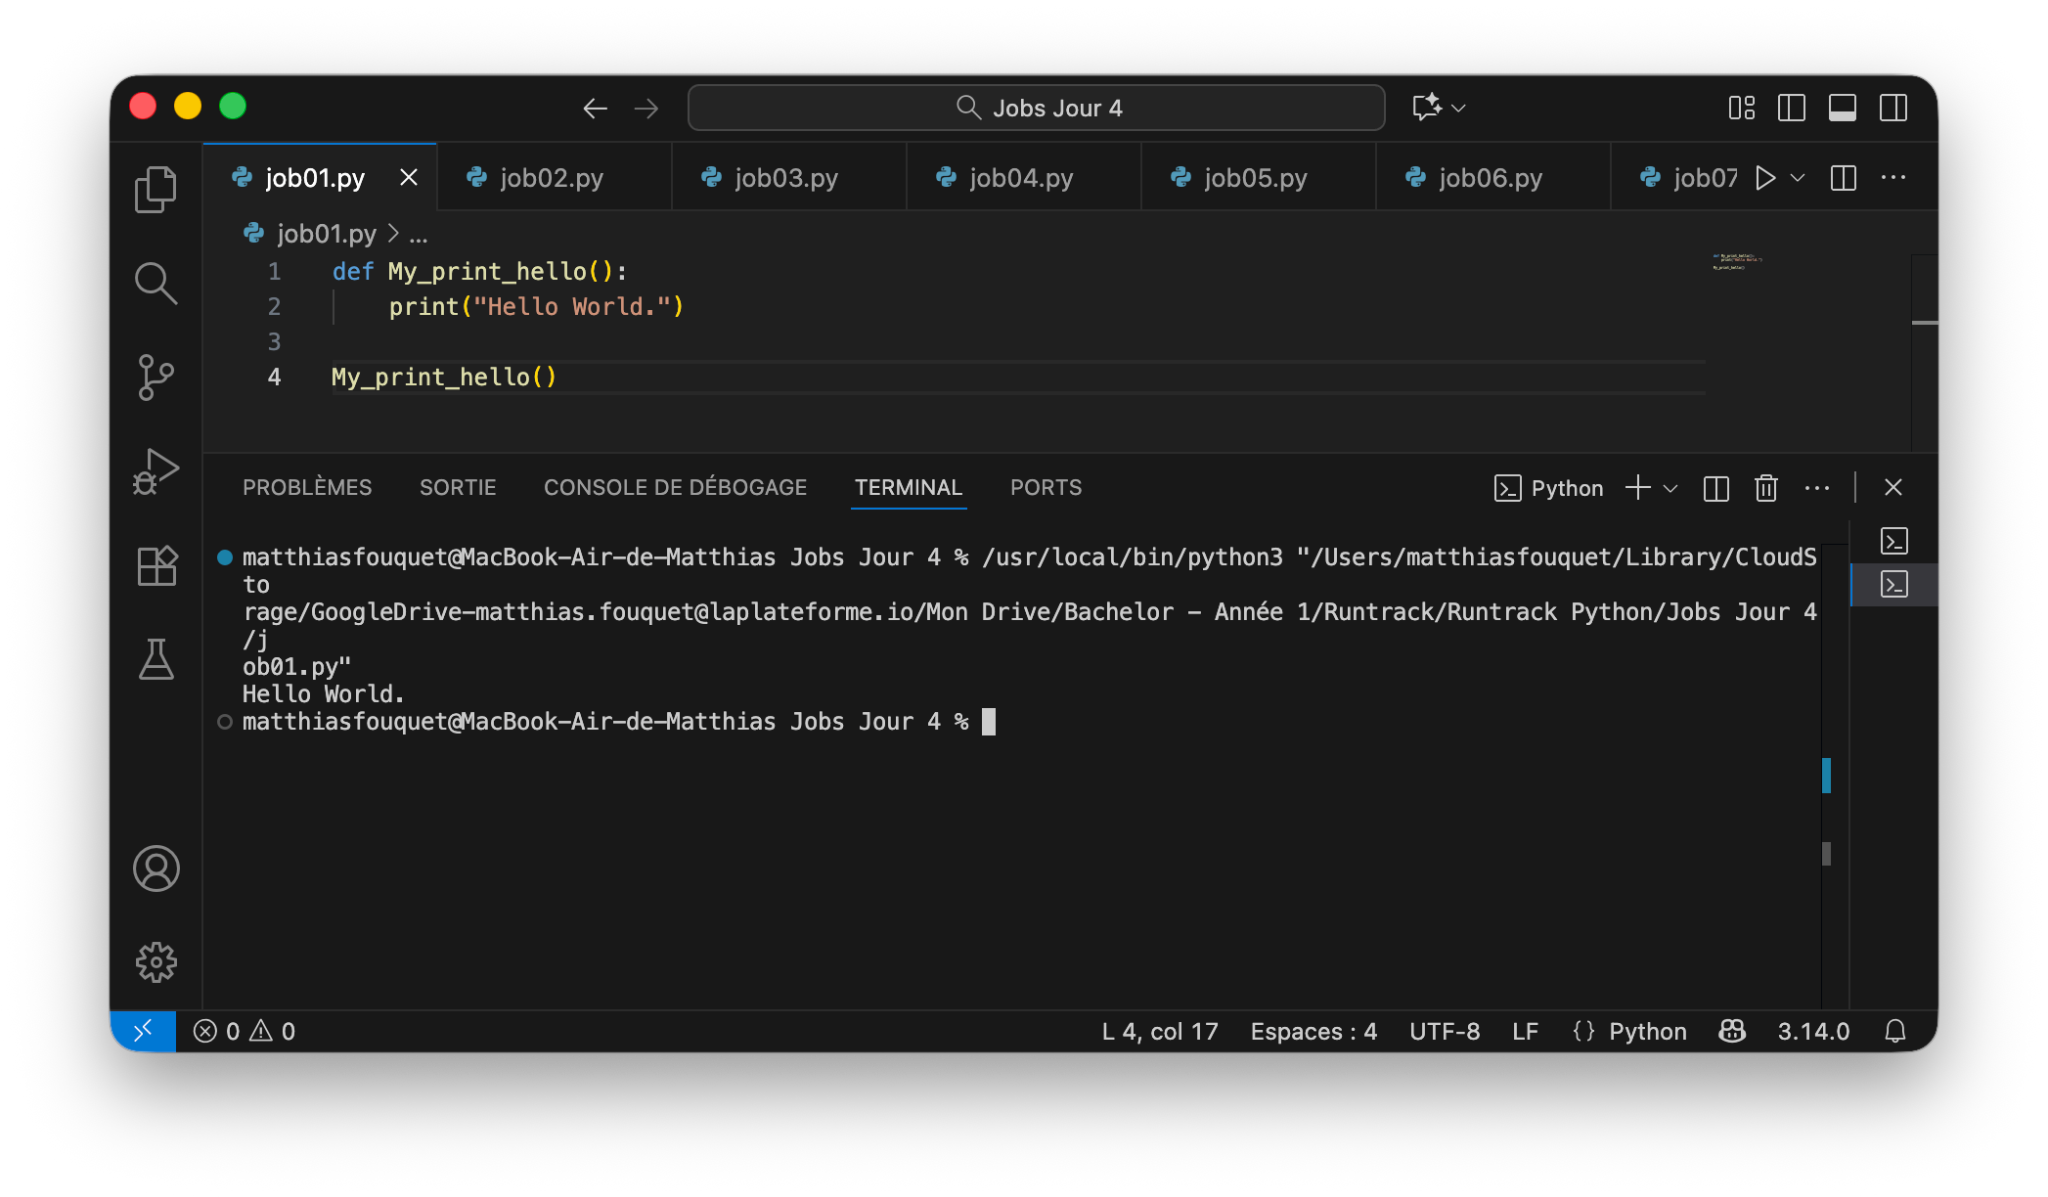 Jobs Jour 4
job01.py
job02.py
job03.py
job04.py
job05.py
job06.py
job07
job01.py > ...
1 def My_print_hello():
2 print("Hello World.")
3
4 My_print_hello()
PROBLÈMES SORTIE CONSOLE DE DÉBOGAGE TERMINAL PORTS
Python
matthiasfouquet@MacBook-Air-de-Matthias Jobs Jour 4 % /usr/local/bin/python3 "/Users/matthiasfouquet/Library/CloudS
to
rage/GoogleDrive-matthias.fouquet@laplateforme.io/Mon Drive/Bachelor - Année 1/Runtrack/Runtrack Python/Jobs Jour 4
/j
ob01.py"
Hello World.
matthiasfouquet@MacBook-Air-de-Matthias Jobs Jour 4 %
0 0 L 4, col 17 Espaces : 4 UTF-8 LF {} Python 3.14.0